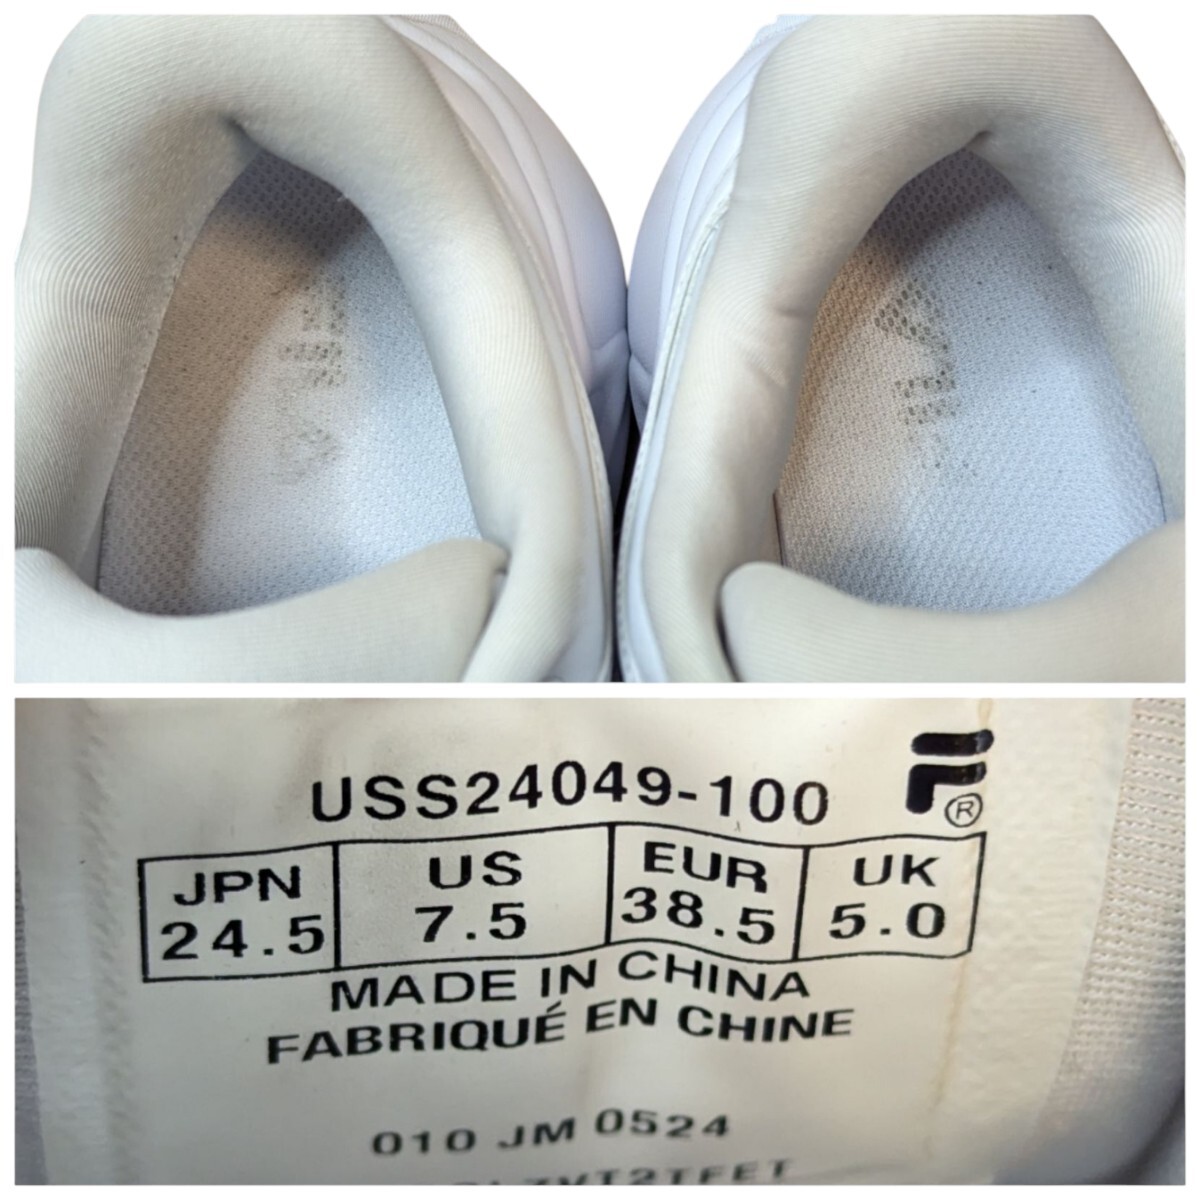 USS24049-100
®
JPN US EUR UK
24.5 7.5 38.5 5.0
MADE IN CHINA
FABRIQUÉ EN CHINE
010 JM 0524